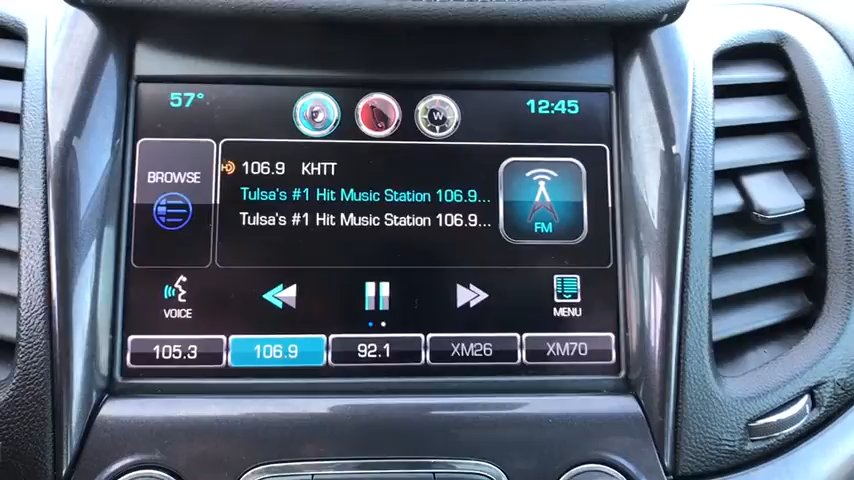 57°
12:45
W
BROWSE
HD 106.9 KHTT
Tulsa's #1 Hit Music Station 106.9...
Tulsa's #1 Hit Music Station 106.9...
FM
VOICE
MENU
105.3
106.9
92.1
XM26
XM70